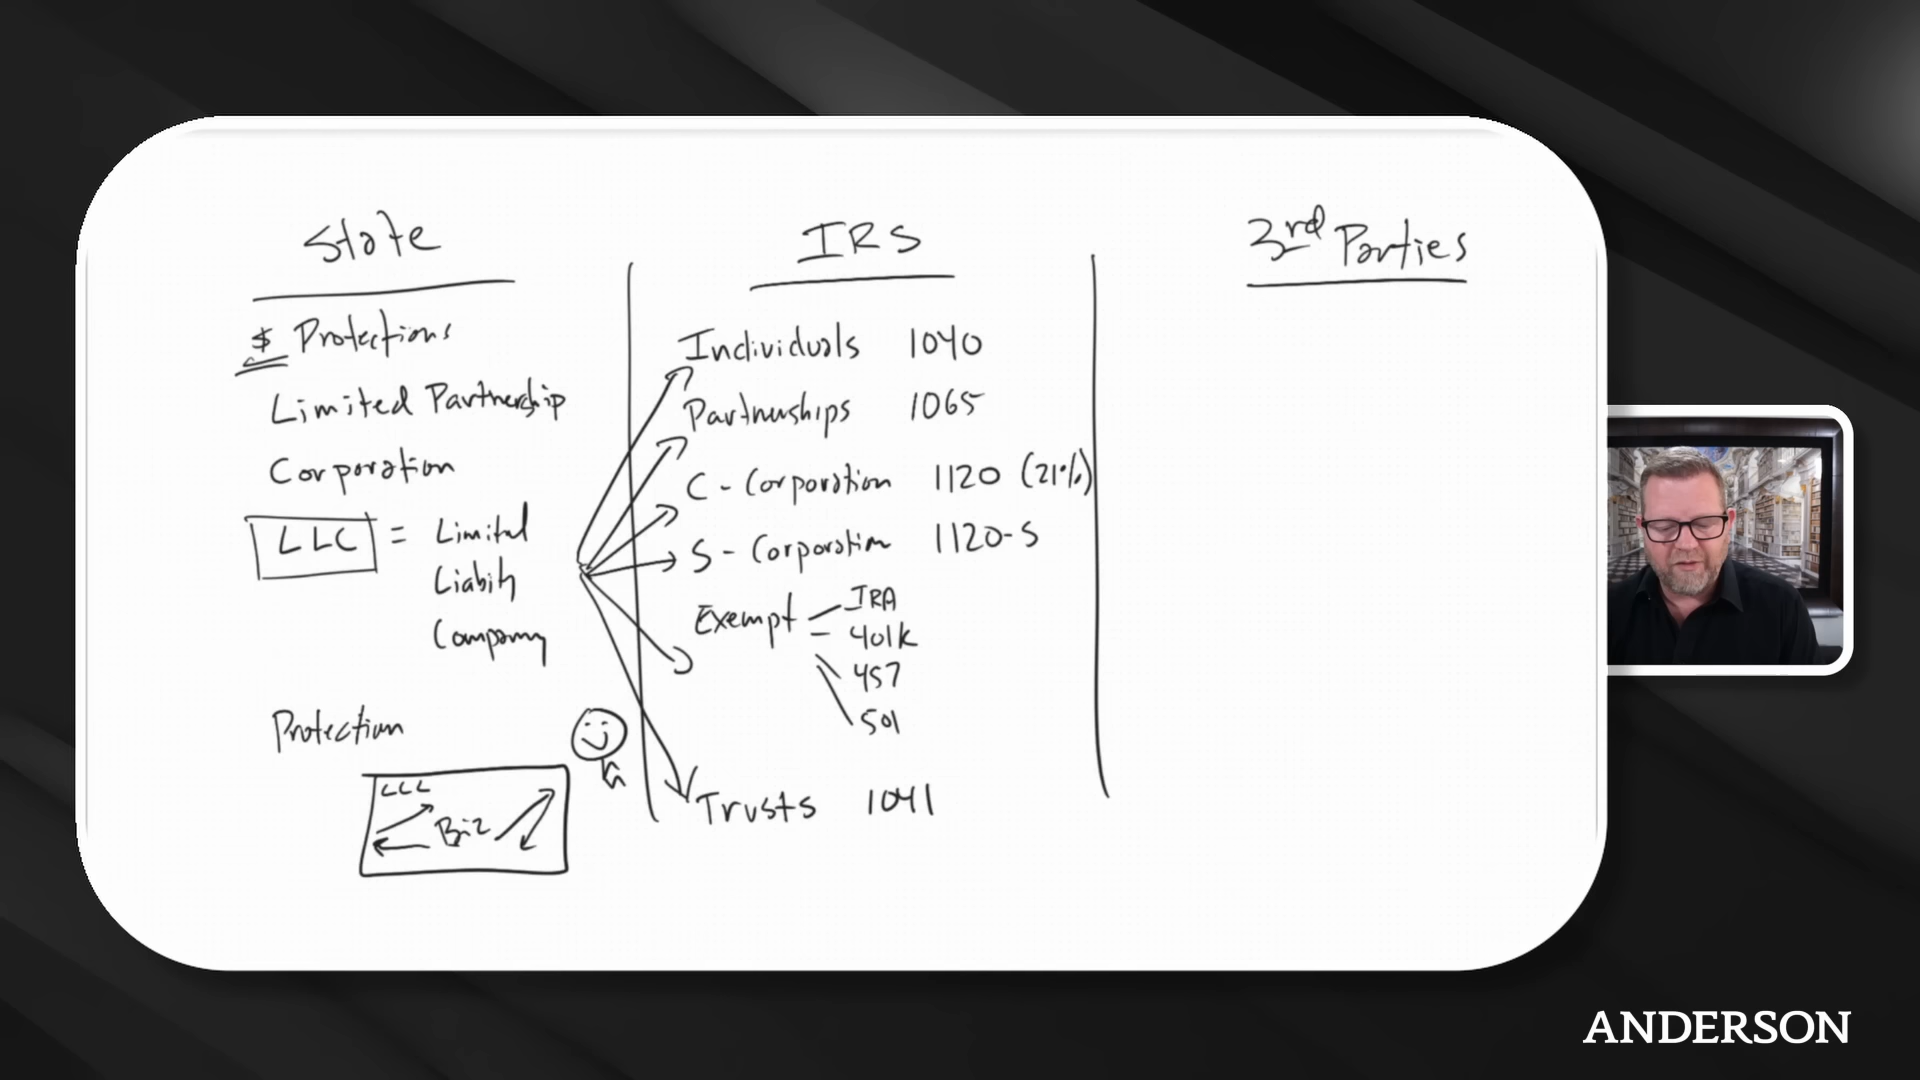 State
$ Protections
Limited Partnership
Corporation
LLC = Limited
Liability
Company
Protection
LLC
Biz
IRS
Individuals 1040
Partnerships 1065
C - Corporation 1120 (21%)
S - Corporation 1120-S
Exempt
IRA
401k
457
501
Trusts 1041
3rd Parties
ANDERSON